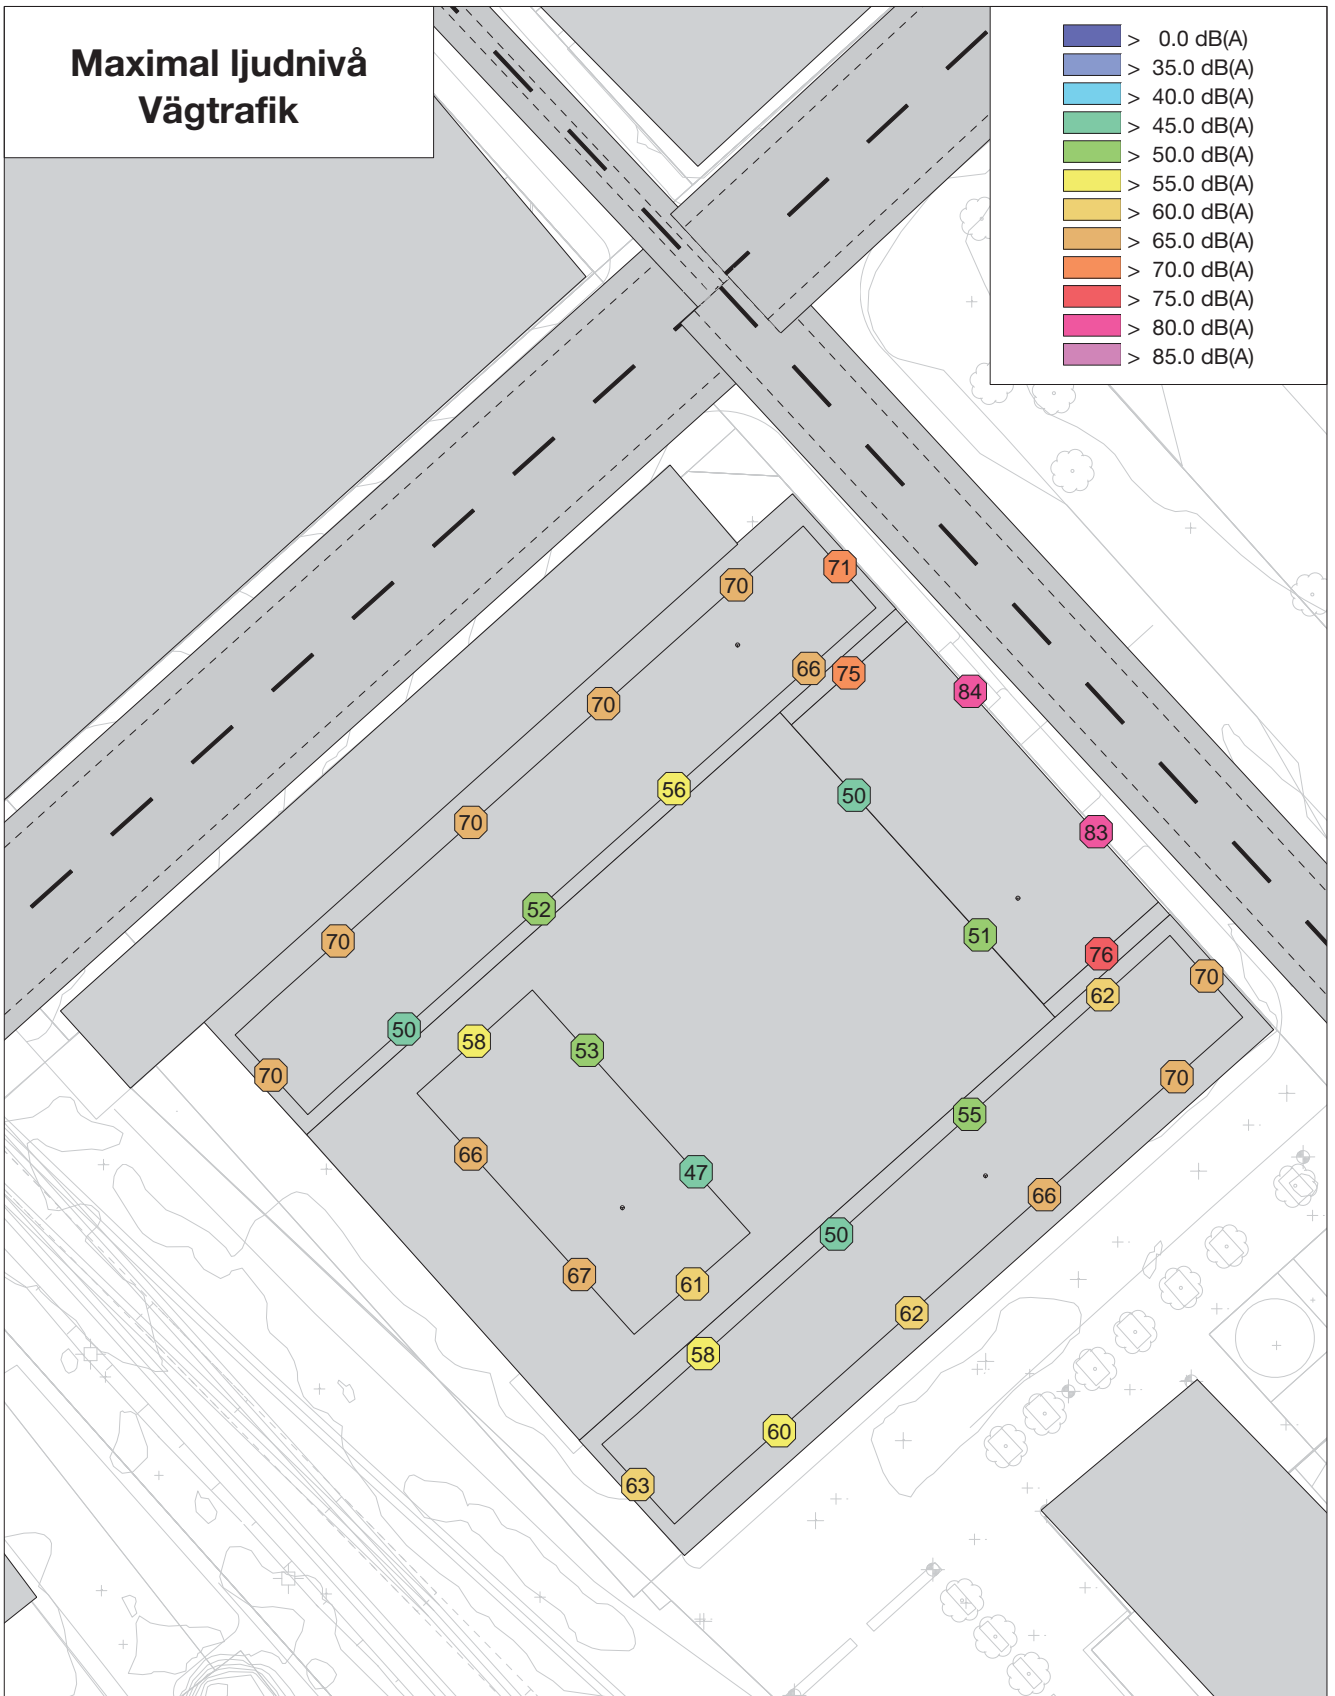 Maximal ljudnivå
Vägtrafik
> 0.0 dB(A)
> 35.0 dB(A)
> 40.0 dB(A)
> 45.0 dB(A)
> 50.0 dB(A)
> 55.0 dB(A)
> 60.0 dB(A)
> 65.0 dB(A)
> 70.0 dB(A)
> 75.0 dB(A)
> 80.0 dB(A)
> 85.0 dB(A)
71
70
66
75
84
70
56
50
70
83
52
51
70
76
70
62
50
58
53
70
70
55
66
47
66
50
67
61
62
58
60
63